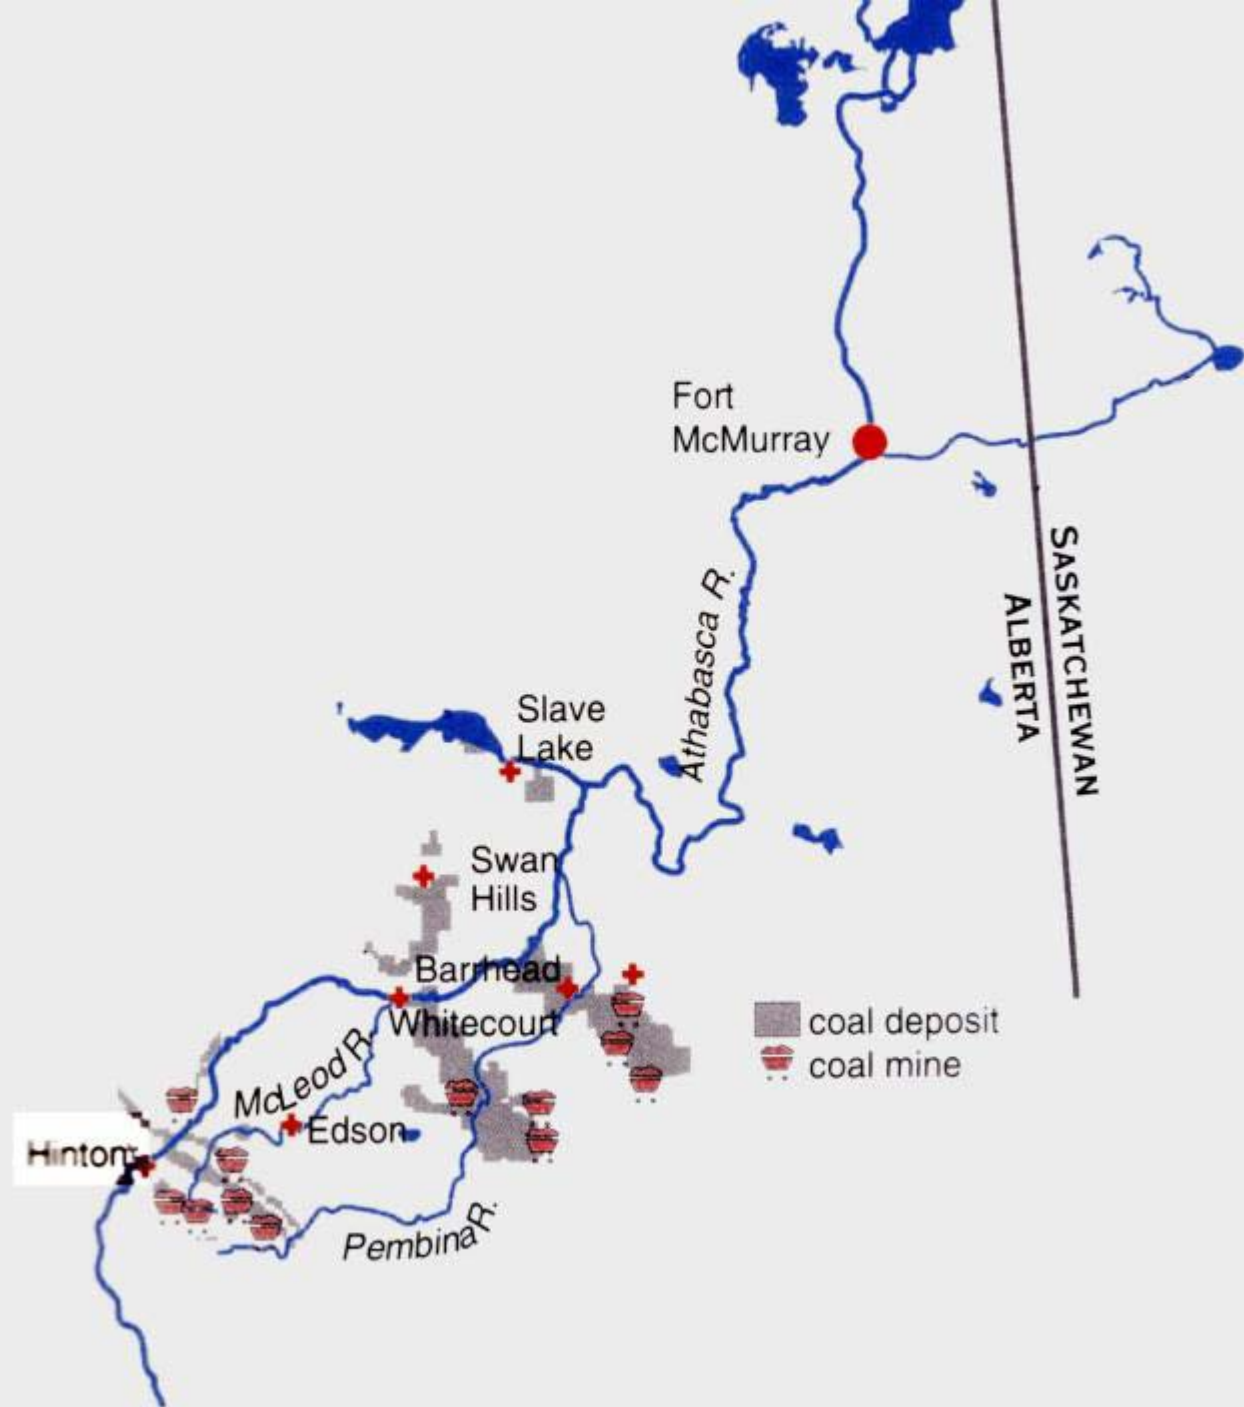 Fort
McMurray
SASKATCHEWAN
ALBERTA
Athabasca R.
Slave
Lake
Swan
Hills
Barrhead
Whitecourt
coal deposit
coal mine
McLeod R.
Edson
Hinton
Pembina R.